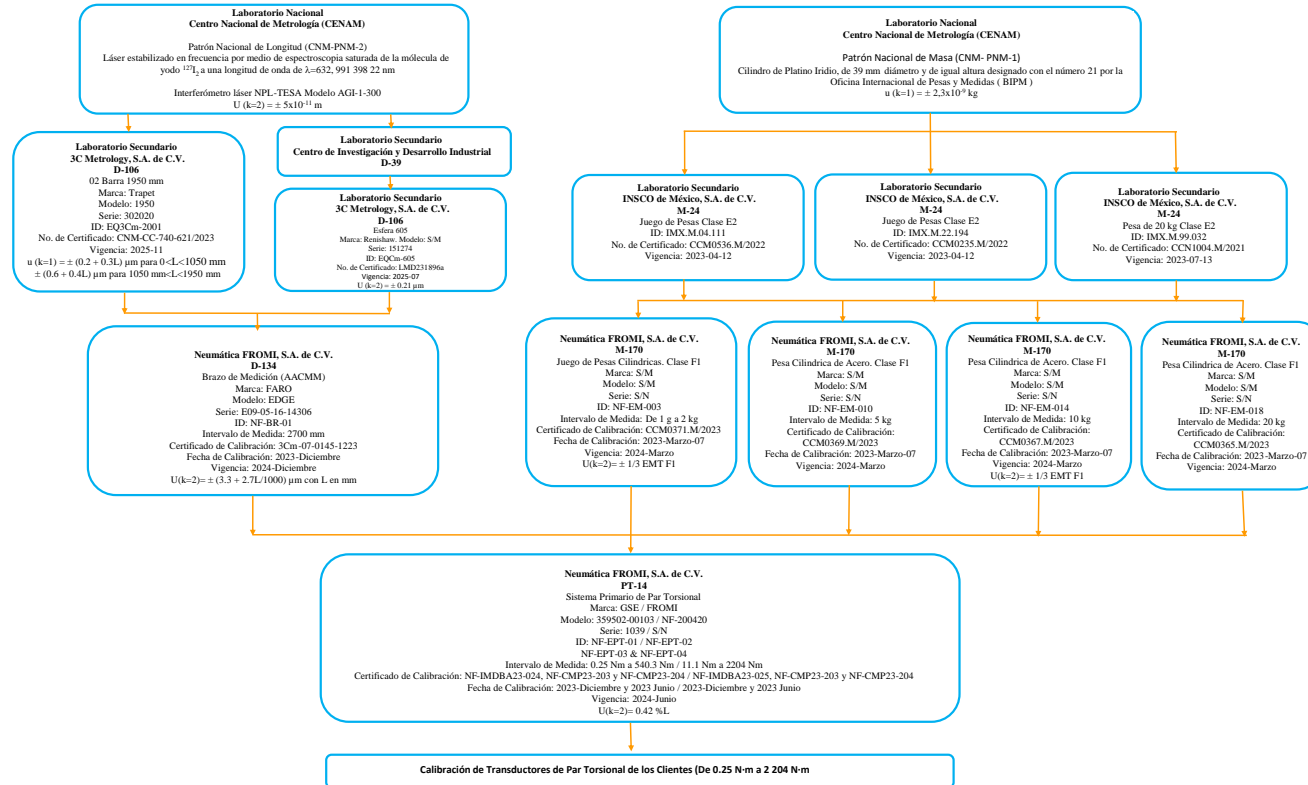 Laboratorio Nacional
Centro Nacional de Metrología (CENAM)
Patrón Nacional de Longitud (CNM-PNM-2)
Láser estabilizado en frecuencia por medio de espectroscopia saturada de la mólecula de
yodo ¹²⁷I₂ a una longitud de onda de λ=632, 991 398 22 nm
Interferómetro láser NPL-TESA Modelo AGI-1-300
U (k=2) = ± 5x10⁻¹¹ m
Laboratorio Nacional
Centro Nacional de Metrología (CENAM)
Patrón Nacional de Masa (CNM- PNM-1)
Cilindro de Platino Iridio, de 39 mm diámetro y de igual altura designado con el número 21 por la
Oficina Internacional de Pesas y Medidas ( BIPM )
u (k=1) = ± 2,3x10⁻⁹ kg
Laboratorio Secundario
3C Metrology, S.A. de C.V.
D-106
02 Barra 1950 mm
Marca: Trapet
Modelo: 1950
Serie: 302020
ID: EQ3Cm-2001
No. de Certificado: CNM-CC-740-621/2023
Vigencia: 2025-11
u (k=1) = ± (0.2 + 0.3L) µm para 0<L<1050 mm
± (0.6 + 0.4L) µm para 1050 mm<L<1950 mm
Laboratorio Secundario
Centro de Investigación y Desarrollo Industrial
D-39
Laboratorio Secundario
3C Metrology, S.A. de C.V.
D-106
Esfera 605
Marca: Renishaw. Modelo: S/M
Serie: 151274
ID: EQCm-605
No. de Certificado: LMD231896a
Vigencia: 2025-07
U (k=2) = ± 0.21 µm
Laboratorio Secundario
INSCO de México, S.A. de C.V.
M-24
Juego de Pesas Clase E2
ID: IMX.M.04.111
No. de Certificado: CCM0536.M/2022
Vigencia: 2023-04-12
Laboratorio Secundario
INSCO de México, S.A. de C.V.
M-24
Juego de Pesas Clase E2
ID: IMX.M.22.194
No. de Certificado: CCM0235.M/2022
Vigencia: 2023-04-12
Laboratorio Secundario
INSCO de México, S.A. de C.V.
M-24
Pesa de 20 kg Clase E2
ID: IMX.M.99.032
No. de Certificado: CCN1004.M/2021
Vigencia: 2023-07-13
Neumática FROMI, S.A. de C.V.
D-134
Brazo de Medición (AACMM)
Marca: FARO
Modelo: EDGE
Serie: E09-05-16-14306
ID: NF-BR-01
Intervalo de Medida: 2700 mm
Certificado de Calibración: 3Cm-07-0145-1223
Fecha de Calibración: 2023-Diciembre
Vigencia: 2024-Diciembre
U(k=2)= ± (3.3 + 2.7L/1000) µm con L en mm
Neumática FROMI, S.A. de C.V.
M-170
Juego de Pesas Cilindricas. Clase F1
Marca: S/M
Modelo: S/M
Serie: S/N
ID: NF-EM-003
Intervalo de Medida: De 1 g a 2 kg
Certificado de Calibración: CCM0371.M/2023
Fecha de Calibración: 2023-Marzo-07
Vigencia: 2024-Marzo
U(k=2)= ± 1/3 EMT F1
Neumática FROMI, S.A. de C.V.
M-170
Pesa Cilindrica de Acero. Clase F1
Marca: S/M
Modelo: S/M
Serie: S/N
ID: NF-EM-010
Intervalo de Medida: 5 kg
Certificado de Calibración:
CCM0369.M/2023
Fecha de Calibración: 2023-Marzo-07
Vigencia: 2024-Marzo
Neumática FROMI, S.A. de C.V.
M-170
Pesa Cilindrica de Acero. Clase F1
Marca: S/M
Modelo: S/M
Serie: S/N
ID: NF-EM-014
Intervalo de Medida: 10 kg
Certificado de Calibración:
CCM0367.M/2023
Fecha de Calibración: 2023-Marzo-07
Vigencia: 2024-Marzo
U(k=2)= ± 1/3 EMT F1
Neumática FROMI, S.A. de C.V.
M-170
Pesa Cilindrica de Acero. Clase F1
Marca: S/M
Modelo: S/M
Serie: S/N
ID: NF-EM-018
Intervalo de Medida: 20 kg
Certificado de Calibración:
CCM0365.M/2023
Fecha de Calibración: 2023-Marzo-07
Vigencia: 2024-Marzo
Neumática FROMI, S.A. de C.V.
PT-14
Sistema Primario de Par Torsional
Marca: GSE / FROMI
Modelo: 359502-00103 / NF-200420
Serie: 1039 / S/N
ID: NF-EPT-01 / NF-EPT-02
NF-EPT-03 & NF-EPT-04
Intervalo de Medida: 0.25 Nm a 540.3 Nm / 11.1 Nm a 2204 Nm
Certificado de Calibración: NF-IMDBA23-024, NF-CMP23-203 y NF-CMP23-204 / NF-IMDBA23-025, NF-CMP23-203 y NF-CMP23-204
Fecha de Calibración: 2023-Diciembre y 2023 Junio / 2023-Diciembre y 2023 Junio
Vigencia: 2024-Junio
U(k=2)= 0.42 %L
Calibración de Transductores de Par Torsional de los Clientes (De 0.25 N·m a 2 204 N·m